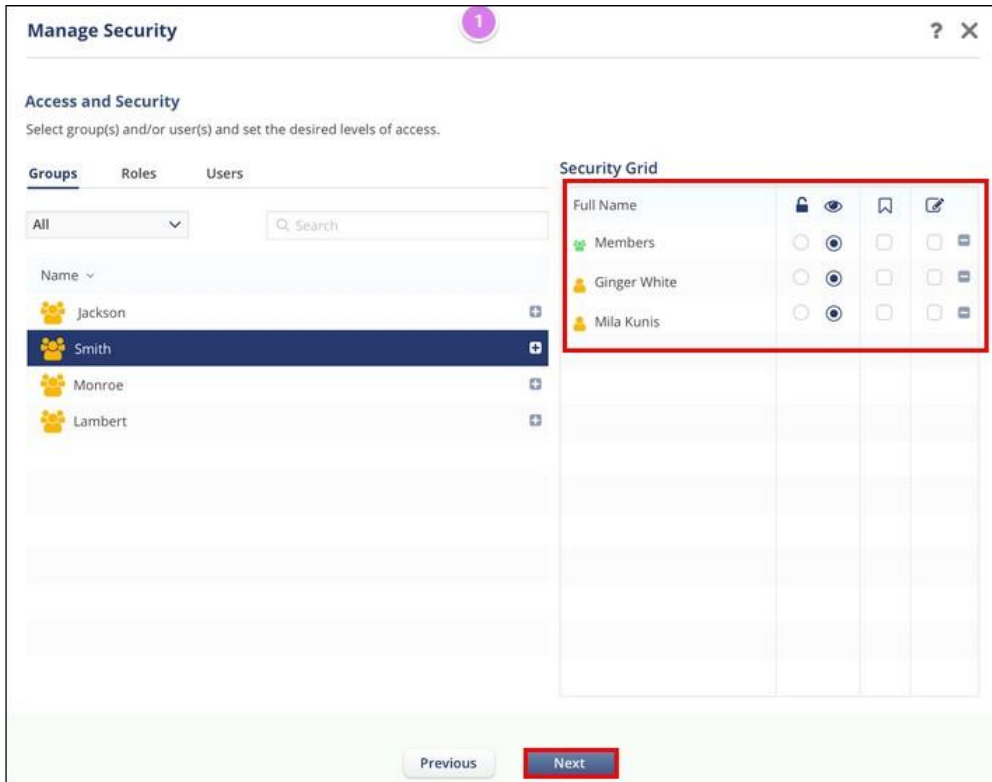 1
Manage Security
?
Access and Security
Select group(s) and/or user(s) and set the desired levels of access.
Groups Roles Users
All
Search
Name
Jackson
Smith
Monroe
Lambert
Security Grid
Full Name
Members
Ginger White
Mila Kunis
Previous Next